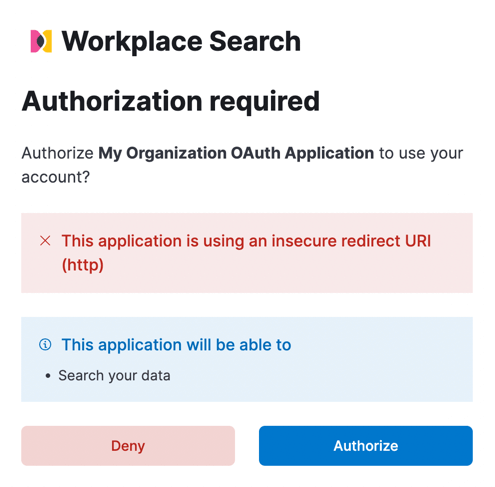 Workplace Search
Authorization required
Authorize My Organization OAuth Application to use your
account?
This application is using an insecure redirect URI
(http)
This application will be able to
• Search your data
Deny
Authorize